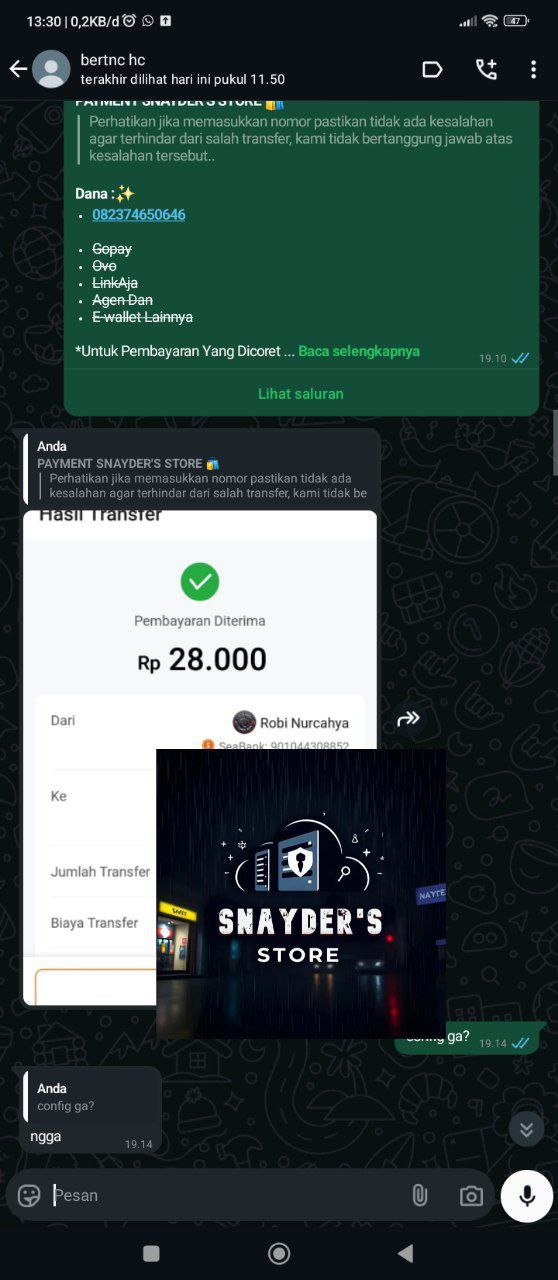 13:30 | 0,2KB/d
47
bertnc hc
terakhir dilihat hari ini pukul 11.50
PAYMENT SNAYDER'S STORE 🛍️
Perhatikan jika memasukkan nomor pastikan tidak ada kesalahan
agar terhindar dari salah transfer, kami tidak bertanggung jawab atas
kesalahan tersebut..
Dana :✨
• 082374650646
• Gopay
• Ovo
• LinkAja
• Agen Dan
• E-wallet Lainnya
*Untuk Pembayaran Yang Dicoret ... Baca selengkapnya
19.10
Lihat saluran
Anda
PAYMENT SNAYDER'S STORE 🛍️
Perhatikan jika memasukkan nomor pastikan tidak ada
kesalahan agar terhindar dari salah transfer, kami tidak be
Hasil Transfer
Pembayaran Diterima
Rp 28.000
Dari
Robi Nurcahya
SeaBank: 901044308852
Ke
Jumlah Transfer
Biaya Transfer
SNAYDER'S
STORE
config ga?
19.14
Anda
config ga?
ngga
19.14
Pesan